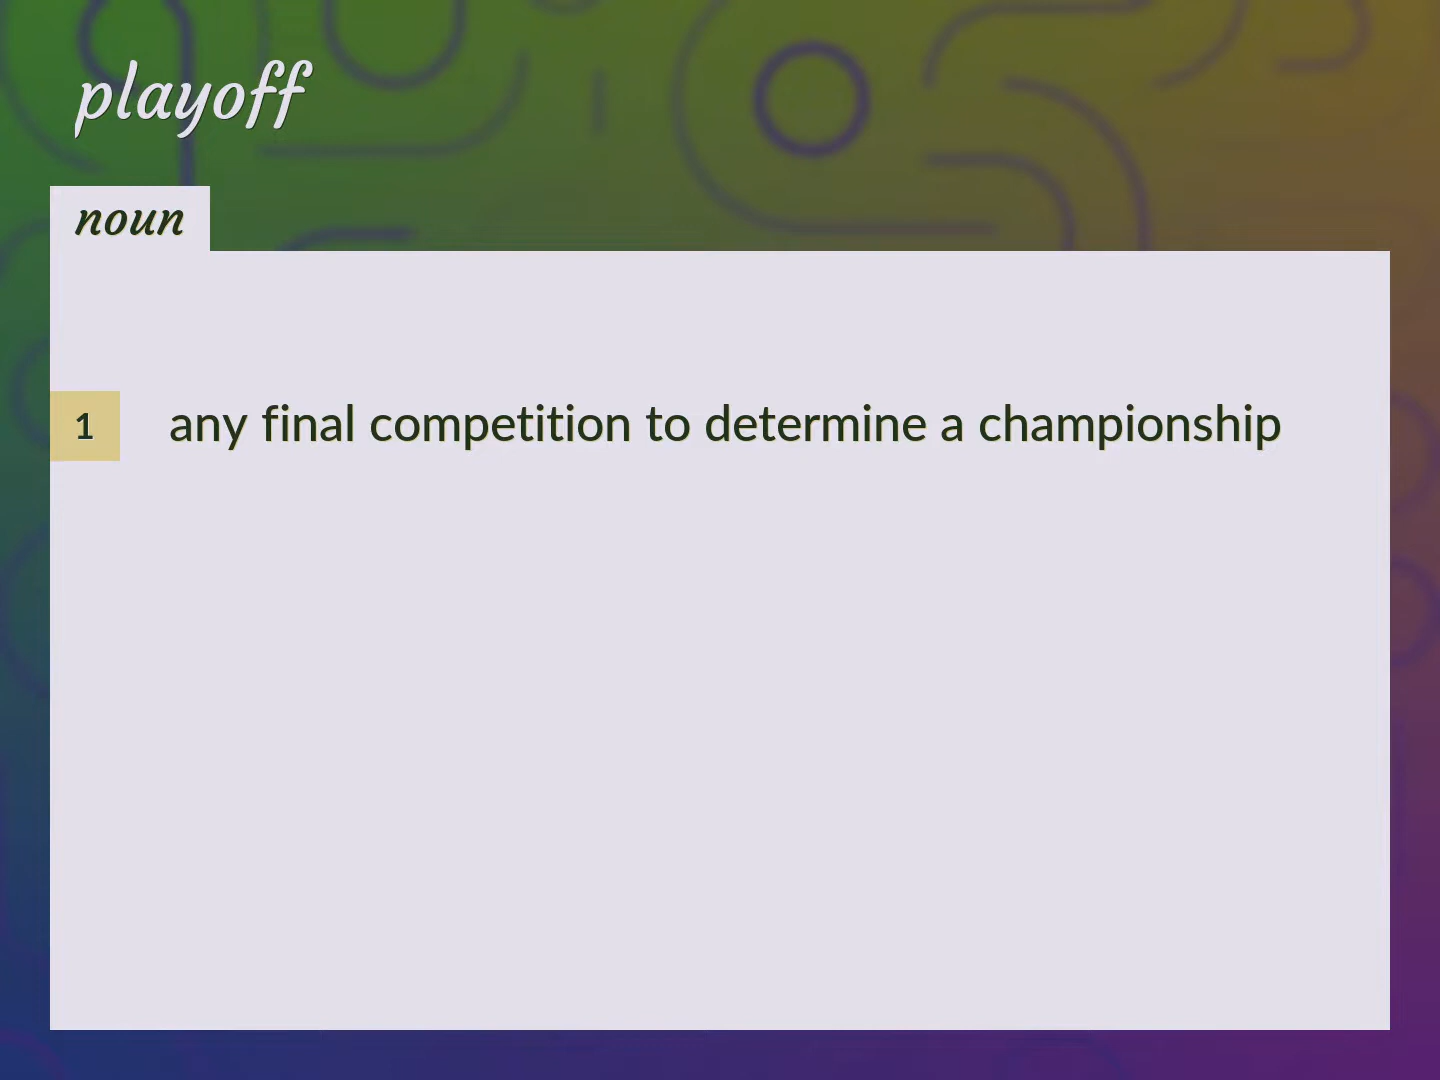 playoff
noun
1 any final competition to determine a championship